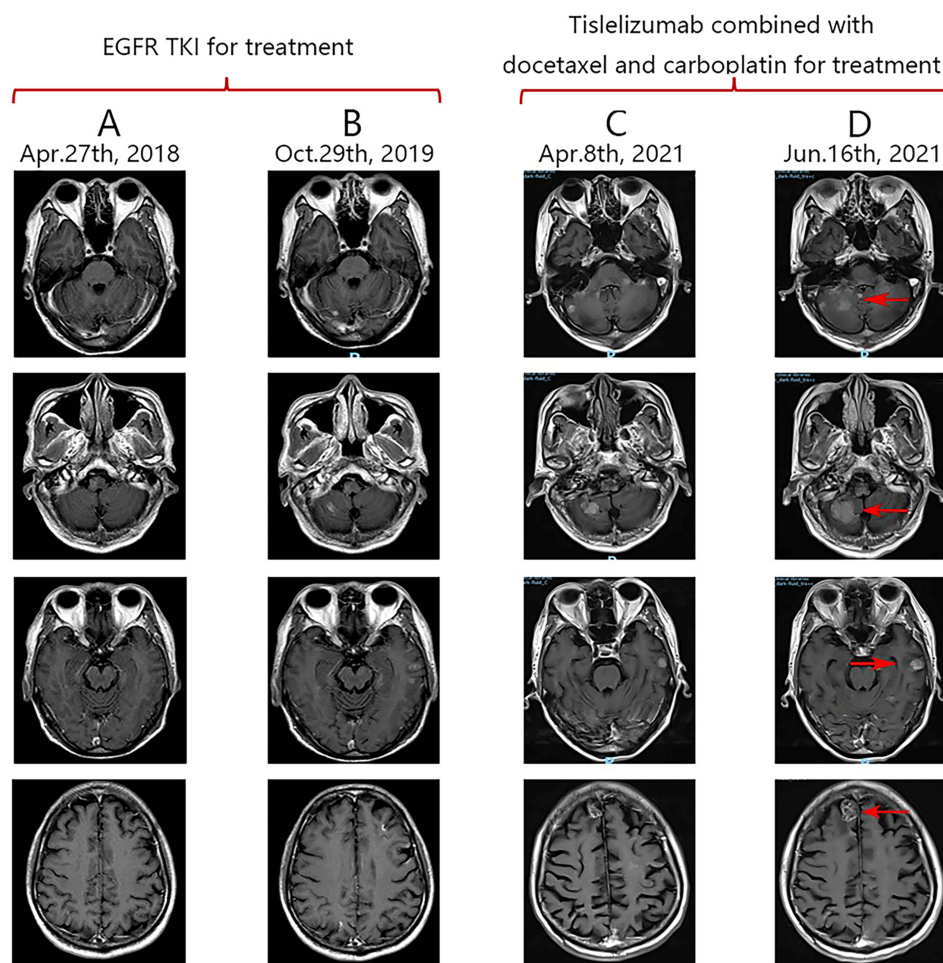 EGFR TKI for treatment
Tislelizumab combined with
docetaxel and carboplatin for treatment
A
Apr.27th, 2018
B
Oct.29th, 2019
C
Apr.8th, 2021
D
Jun.16th, 2021